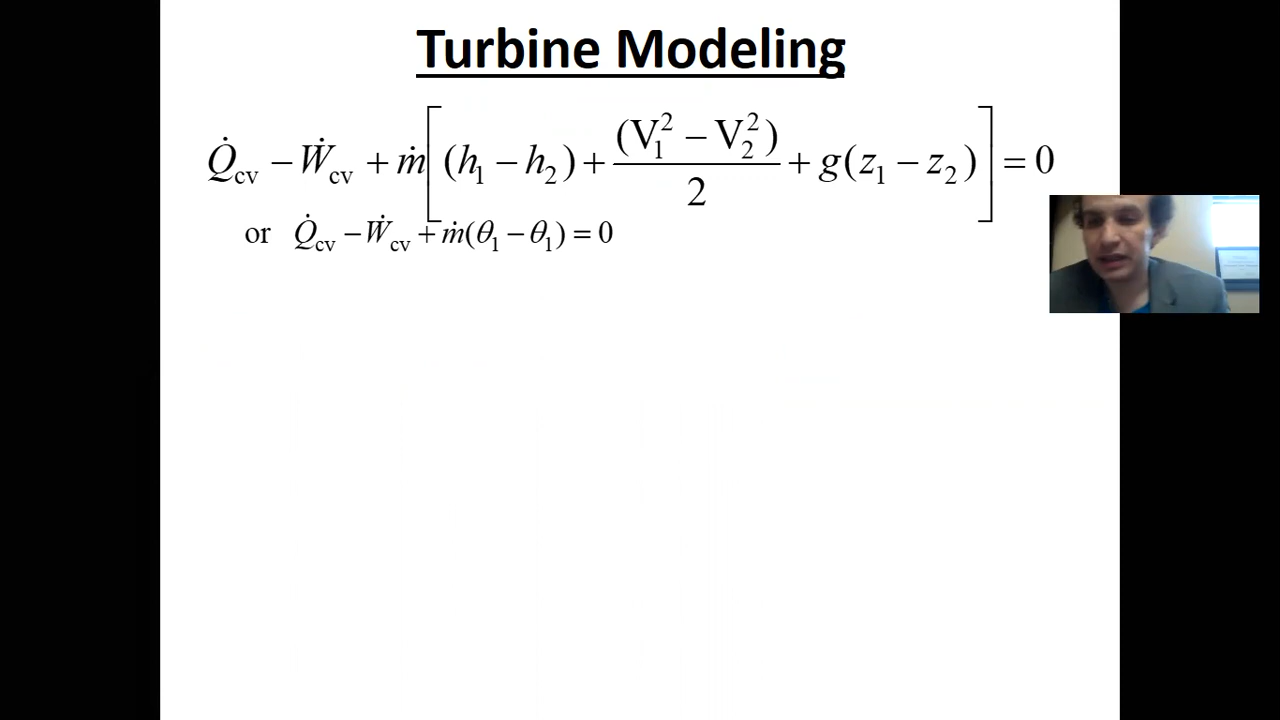 Turbine Modeling
Q̇cv − Ẇcv + ṁ[(h₁ − h₂) + (V₁² − V₂²)/2 + g(z₁ − z₂)] = 0
or Q̇cv − Ẇcv + ṁ(θ₁ − θ₁) = 0